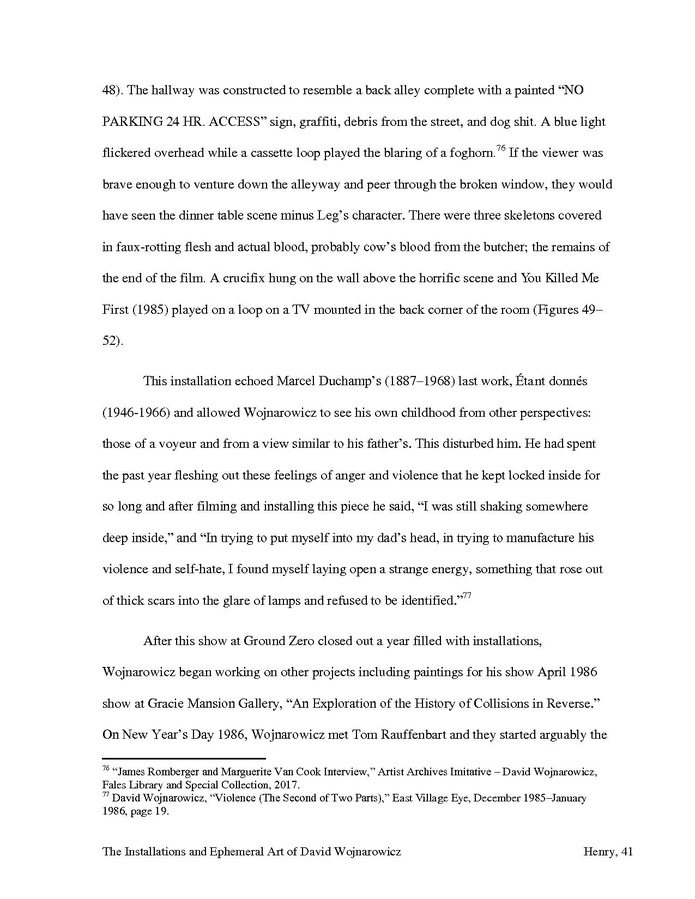 48). The hallway was constructed to resemble a back alley complete with a painted “NO
PARKING 24 HR. ACCESS” sign, graffiti, debris from the street, and dog shit. A blue light
flickered overhead while a cassette loop played the blaring of a foghorn.76 If the viewer was
brave enough to venture down the alleyway and peer through the broken window, they would
have seen the dinner table scene minus Leg’s character. There were three skeletons covered
in faux-rotting flesh and actual blood, probably cow’s blood from the butcher; the remains of
the end of the film. A crucifix hung on the wall above the horrific scene and You Killed Me
First (1985) played on a loop on a TV mounted in the back corner of the room (Figures 49–
52).
This installation echoed Marcel Duchamp’s (1887–1968) last work, Étant donnés
(1946-1966) and allowed Wojnarowicz to see his own childhood from other perspectives:
those of a voyeur and from a view similar to his father’s. This disturbed him. He had spent
the past year fleshing out these feelings of anger and violence that he kept locked inside for
so long and after filming and installing this piece he said, “I was still shaking somewhere
deep inside,” and “In trying to put myself into my dad’s head, in trying to manufacture his
violence and self-hate, I found myself laying open a strange energy, something that rose out
of thick scars into the glare of lamps and refused to be identified.”77
After this show at Ground Zero closed out a year filled with installations,
Wojnarowicz began working on other projects including paintings for his show April 1986
show at Gracie Mansion Gallery, “An Exploration of the History of Collisions in Reverse.”
On New Year’s Day 1986, Wojnarowicz met Tom Rauffenbart and they started arguably the
76 “James Romberger and Marguerite Van Cook Interview,” Artist Archives Imitative – David Wojnarowicz,
Fales Library and Special Collection, 2017.
77 David Wojnarowicz, “Violence (The Second of Two Parts),” East Village Eye, December 1985–January
1986, page 19.
The Installations and Ephemeral Art of David Wojnarowicz Henry, 41